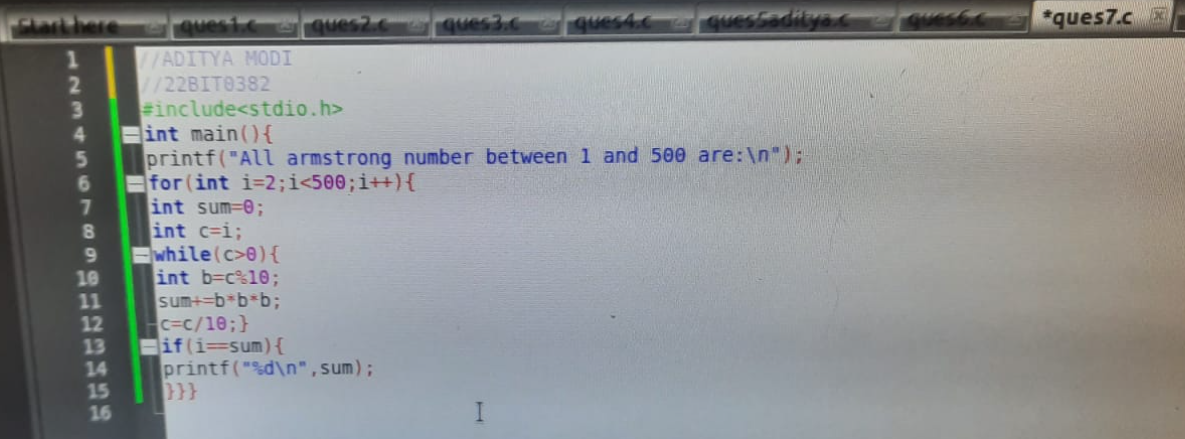 Start here ques1.c ques2.c ques3.c ques4.c ques5aditya.c ques6.c *ques7.c
1 //ADITYA MODI
2 //22BIT0382
3 #include<stdio.h>
4 int main(){
5 printf("All armstrong number between 1 and 500 are:\n");
6 for(int i=2;i<500;i++){
7 int sum=0;
8 int c=i;
9 while(c>0){
10 int b=c%10;
11 sum+=b*b*b;
12 c=c/10;}
13 if(i==sum){
14 printf("%d\n",sum);
15 }}}
16